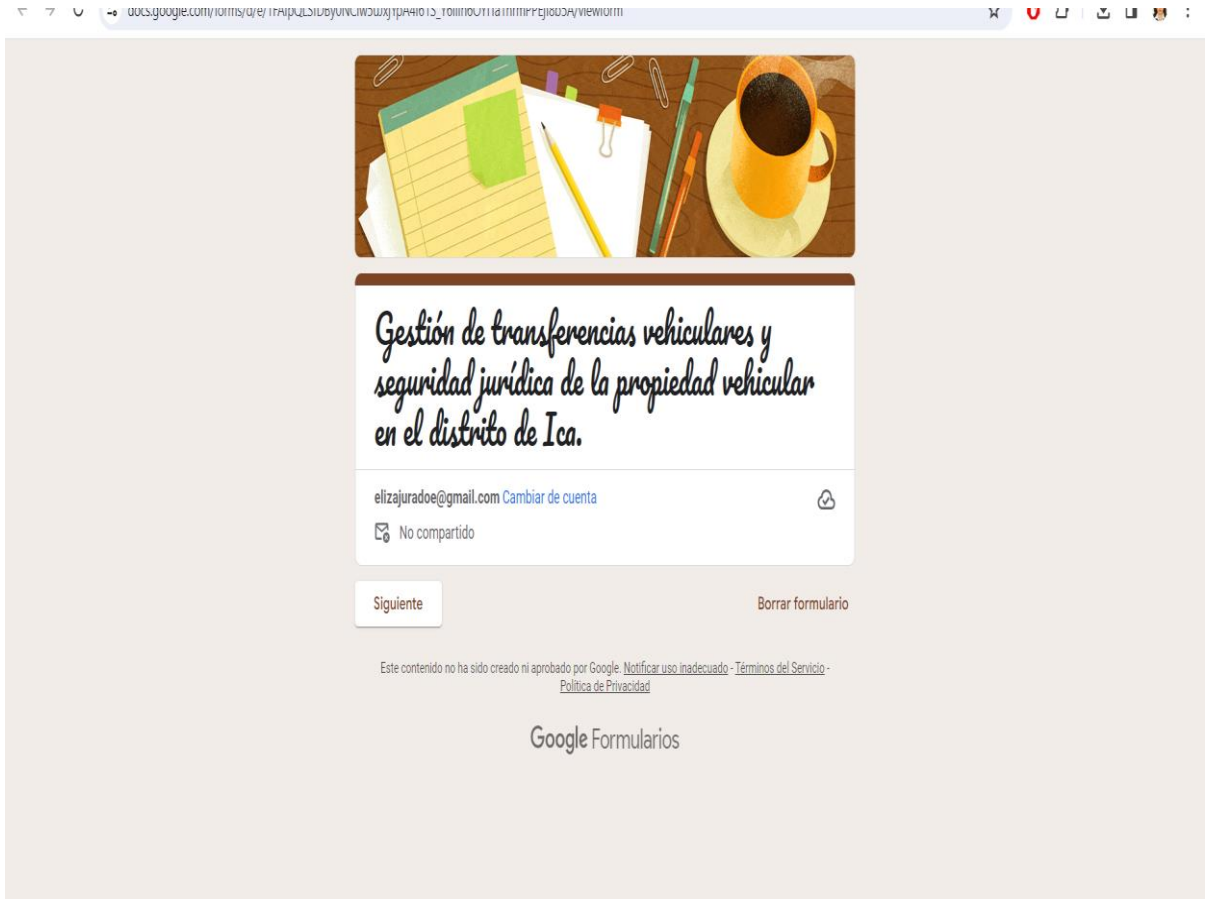 Gestión de transferencias vehiculares y
seguridad jurídica de la propiedad vehicular
en el distrito de Ica.
elizajuradoe@gmail.com Cambiar de cuenta
No compartido
Siguiente
Borrar formulario
Este contenido no ha sido creado ni aprobado por Google. Notificar uso inadecuado - Términos del Servicio -
Política de Privacidad
Google Formularios